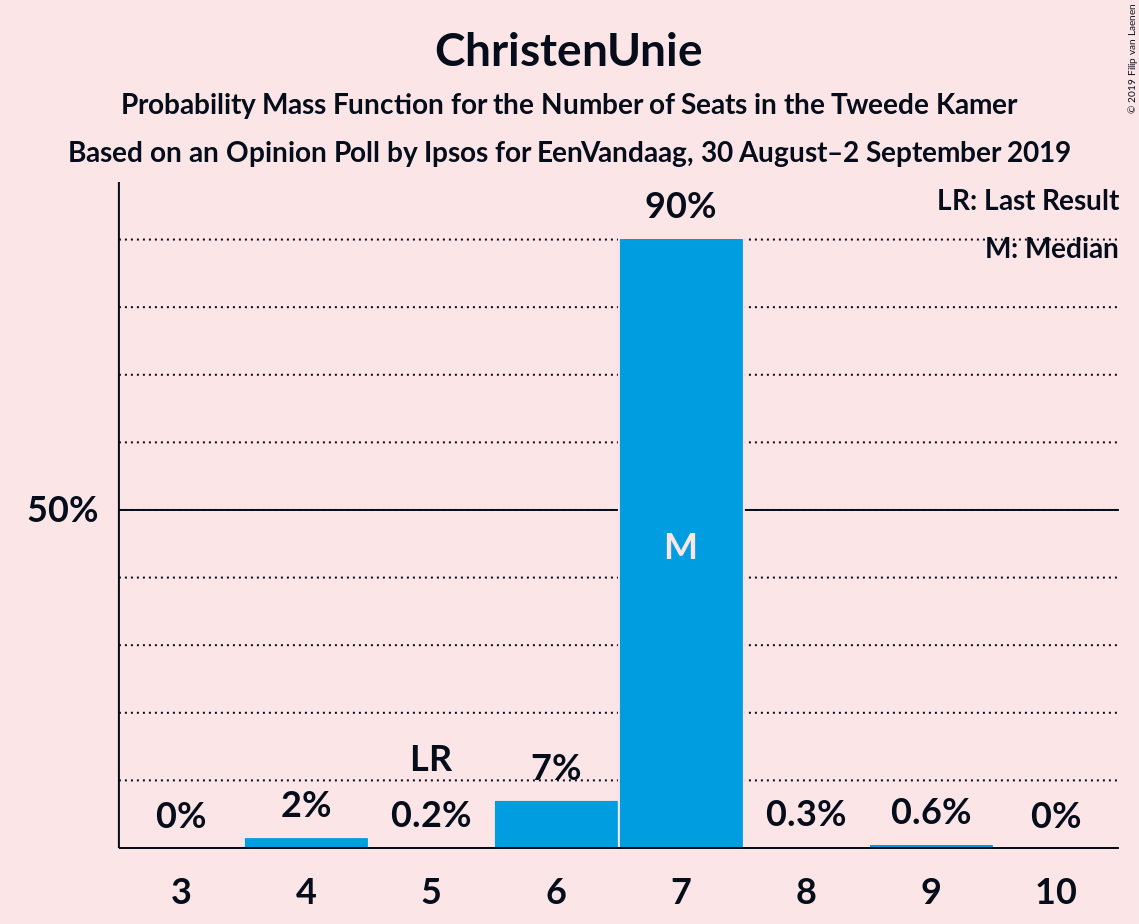 ChristenUnie
Probability Mass Function for the Number of Seats in the Tweede Kamer
Based on an Opinion Poll by Ipsos for EenVandaag, 30 August–2 September 2019
© 2019 Filip van Laenen
LR: Last Result
M: Median
90%
50%
M
LR
7%
0%
2%
0.2%
0.3%
0.6%
0%
3 4 5 6 7 8 9 10